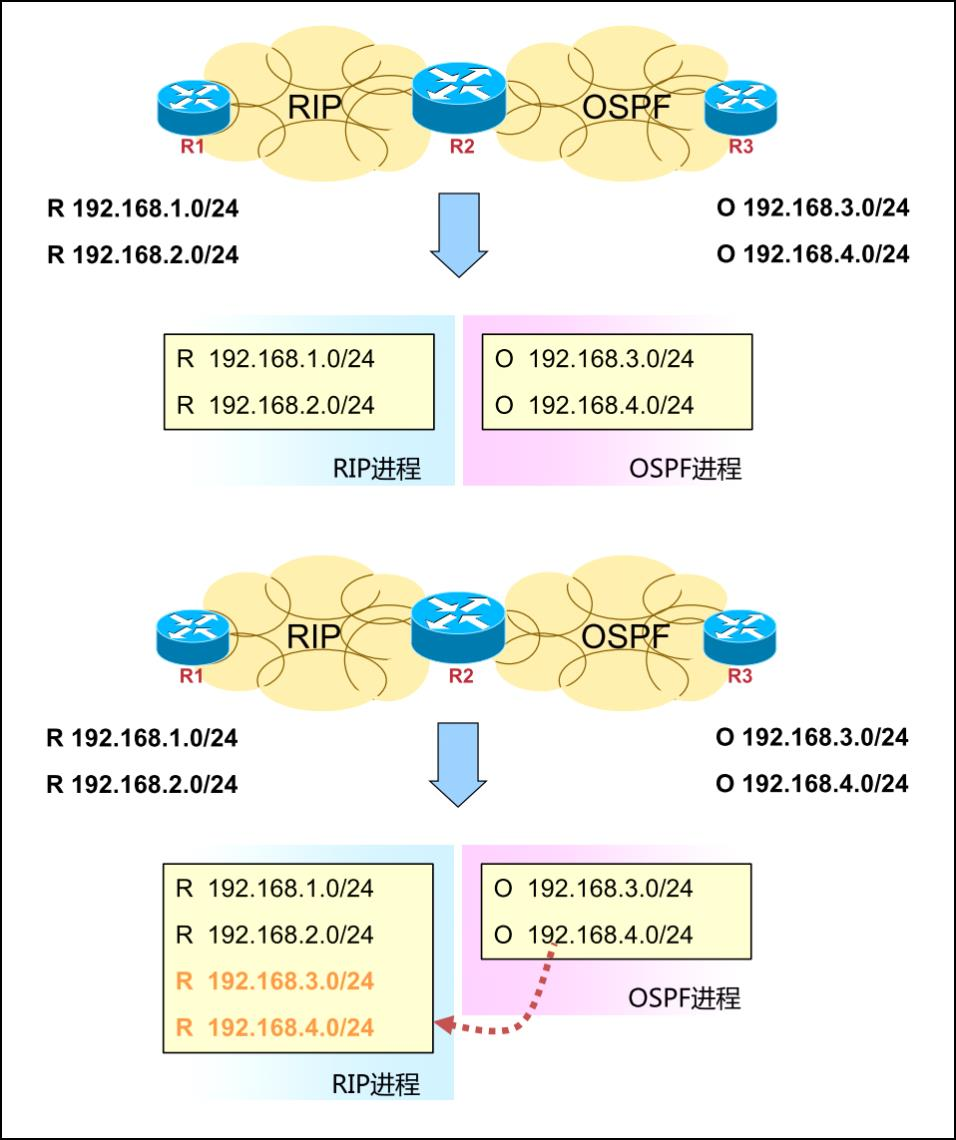 RIP
OSPF
R1
R2
R3
R 192.168.1.0/24
O 192.168.3.0/24
R 192.168.2.0/24
O 192.168.4.0/24
R 192.168.1.0/24
O 192.168.3.0/24
R 192.168.2.0/24
O 192.168.4.0/24
RIP进程
OSPF进程
RIP
OSPF
R1
R2
R3
R 192.168.1.0/24
O 192.168.3.0/24
R 192.168.2.0/24
O 192.168.4.0/24
R 192.168.1.0/24
O 192.168.3.0/24
R 192.168.2.0/24
O 192.168.4.0/24
R 192.168.3.0/24
OSPF进程
R 192.168.4.0/24
RIP进程